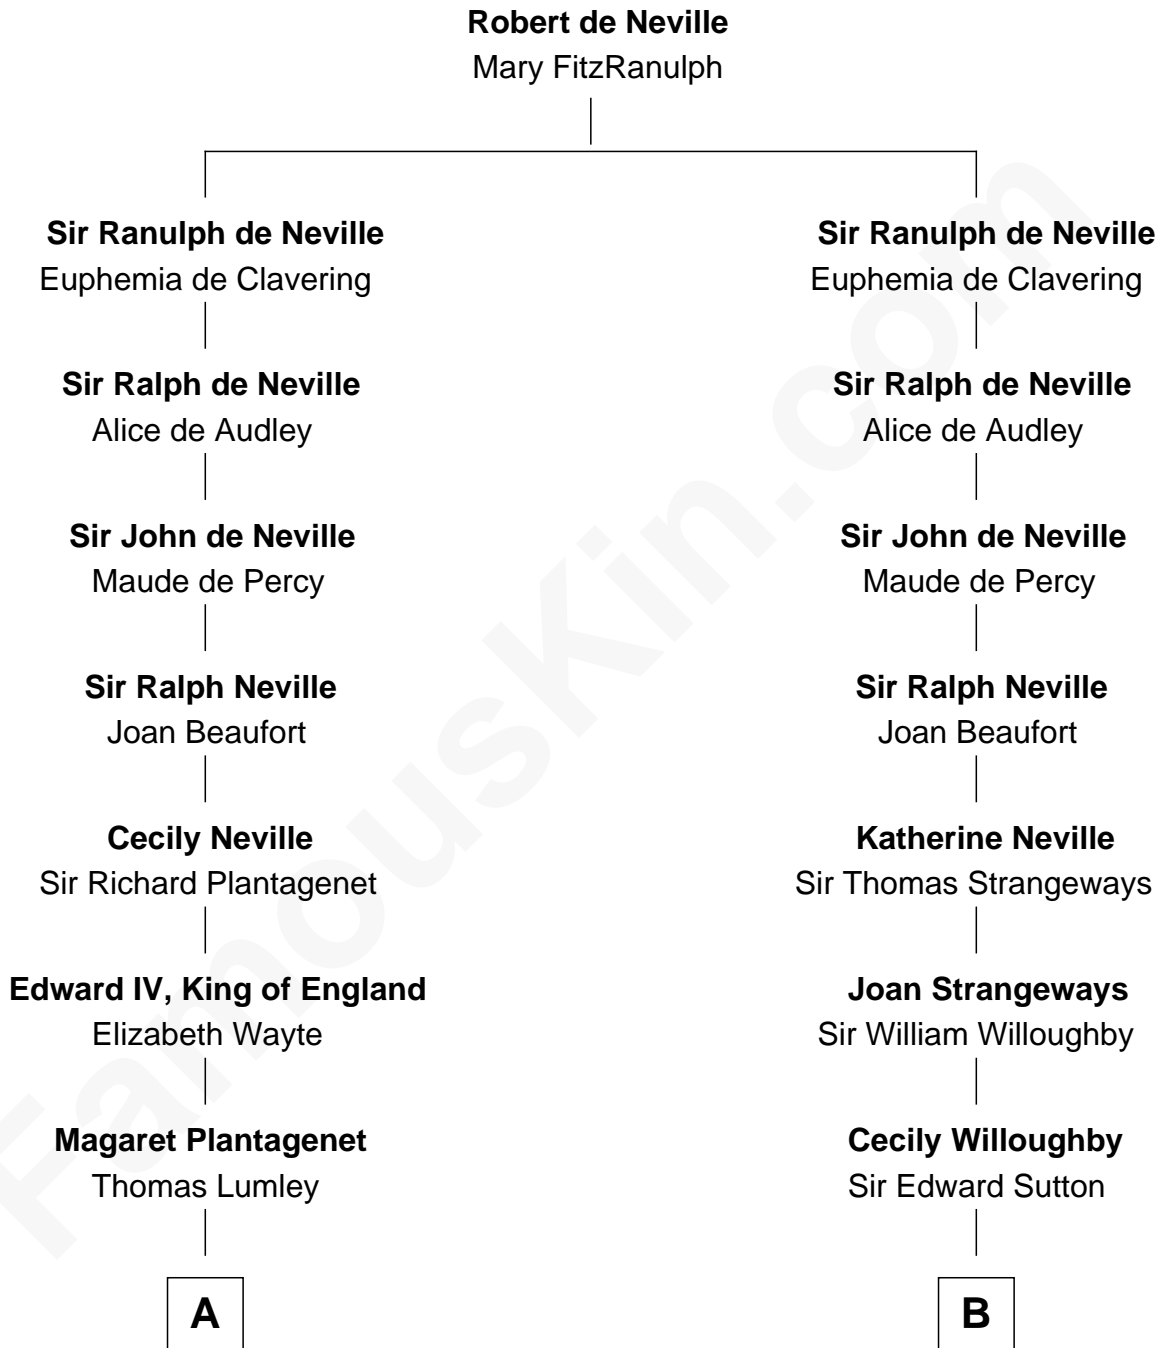 Robert de Neville
Mary FitzRanulph
Sir Ranulph de Neville
Euphemia de Clavering
Sir Ranulph de Neville
Euphemia de Clavering
Sir Ralph de Neville
Alice de Audley
Sir Ralph de Neville
Alice de Audley
Sir John de Neville
Maude de Percy
Sir John de Neville
Maude de Percy
Sir Ralph Neville
Joan Beaufort
Sir Ralph Neville
Joan Beaufort
Cecily Neville
Sir Richard Plantagenet
Katherine Neville
Sir Thomas Strangeways
Edward IV, King of England
Elizabeth Wayte
Joan Strangeways
Sir William Willoughby
Magaret Plantagenet
Thomas Lumley
Cecily Willoughby
Sir Edward Sutton
A
B
FamousKin.com